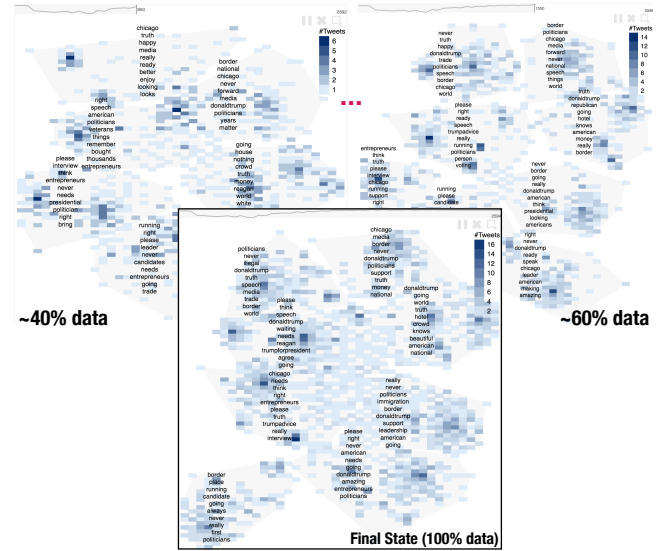 960
2592
#Tweets
6
5
4
3
2
1
chicago
truth
happy
media
really
ready
better
enjoy
looking
looks
border
national
chicago
never
forward
media
donaldtrump
politicians
years
matter
right
speech
american
politicians
veterans
things
remember
bought
thousands
entrepreneurs
going
house
nothing
crowd
truth
money
reagan
world
white
please
interview
think
entrepreneurs
never
needs
presidential
politician
right
bring
running
right
please
leader
never
candidates
needs
entrepreneurs
going
trade
~40% data
1550
#Tweets
14
12
10
8
6
4
2
never
truth
happy
donaldtrump
trade
politicians
speech
border
chicago
world
border
politicians
chicago
media
forward
never
national
speech
things
world
truth
donaldtrump
republican
going
hotel
knows
american
money
really
border
please
right
ready
speech
trumpadvice
really
running
politicians
person
voting
entrepreneurs
think
truth
please
interview
chicago
running
support
right
running
please
candidate
never
border
going
really
donaldtrump
american
think
presidential
looking
americans
right
never
donaldtrump
ready
speak
chicago
leader
american
making
amazing
~60% data
#Tweets
16
14
12
10
8
6
4
2
chicago
media
border
never
donaldtrump
politicians
support
truth
money
national
politicians
never
illegal
donaldtrump
truth
speech
media
trade
border
world
please
think
speech
donaldtrump
waiting
needs
reagan
trumpforpresident
agree
going
donaldtrump
going
world
truth
hotel
crowd
knows
beautiful
american
national
chicago
needs
think
right
entrepreneurs
please
truth
trumpadvice
really
interview
really
never
politicians
immigration
border
donaldtrump
support
leadership
american
going
please
right
never
american
needs
going
donaldtrump
amazing
entrepreneurs
politicians
border
place
running
candidate
going
always
never
really
first
politicians
Final State (100% data)